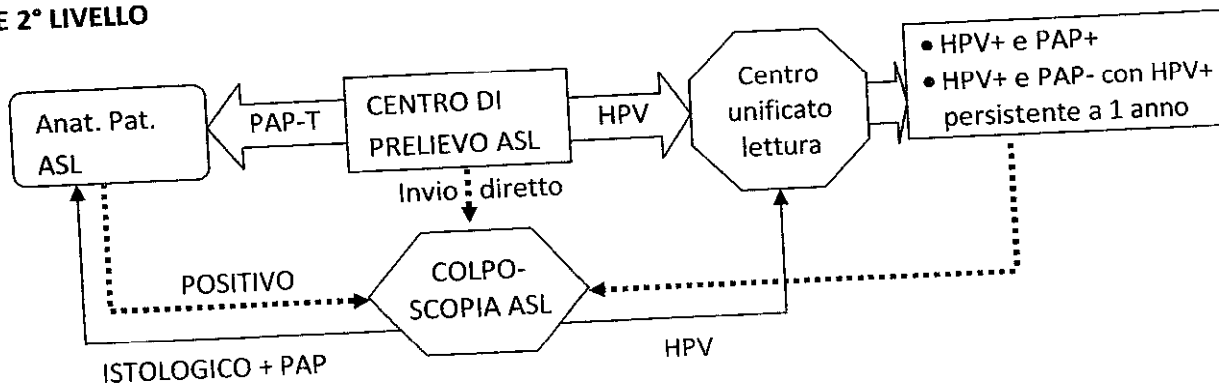 E 2° LIVELLO
Anat. Pat.
ASL
PAP-T
CENTRO DI
PRELIEVO ASL
HPV
Centro
unificato
lettura
• HPV+ e PAP+
• HPV+ e PAP- con HPV+
persistente a 1 anno
Invio diretto
POSITIVO
COLPO-
SCOPIA ASL
ISTOLOGICO + PAP
HPV